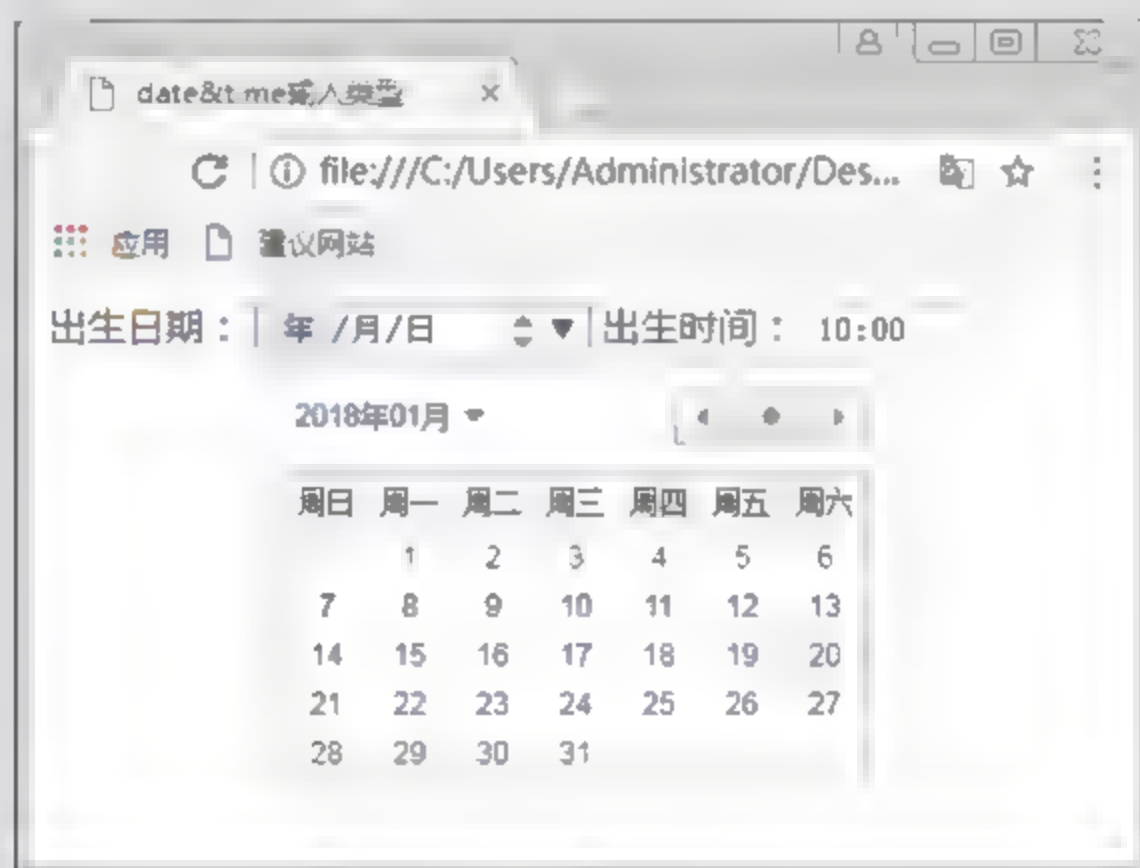 date&time输入类型 ×
file:///C:/Users/Administrator/Des...
应用 建议网站
出生日期：年 /月/日 出生时间： 10:00
2018年01月
周日 周一 周二 周三 周四 周五 周六
1 2 3 4 5 6
7 8 9 10 11 12 13
14 15 16 17 18 19 20
21 22 23 24 25 26 27
28 29 30 31